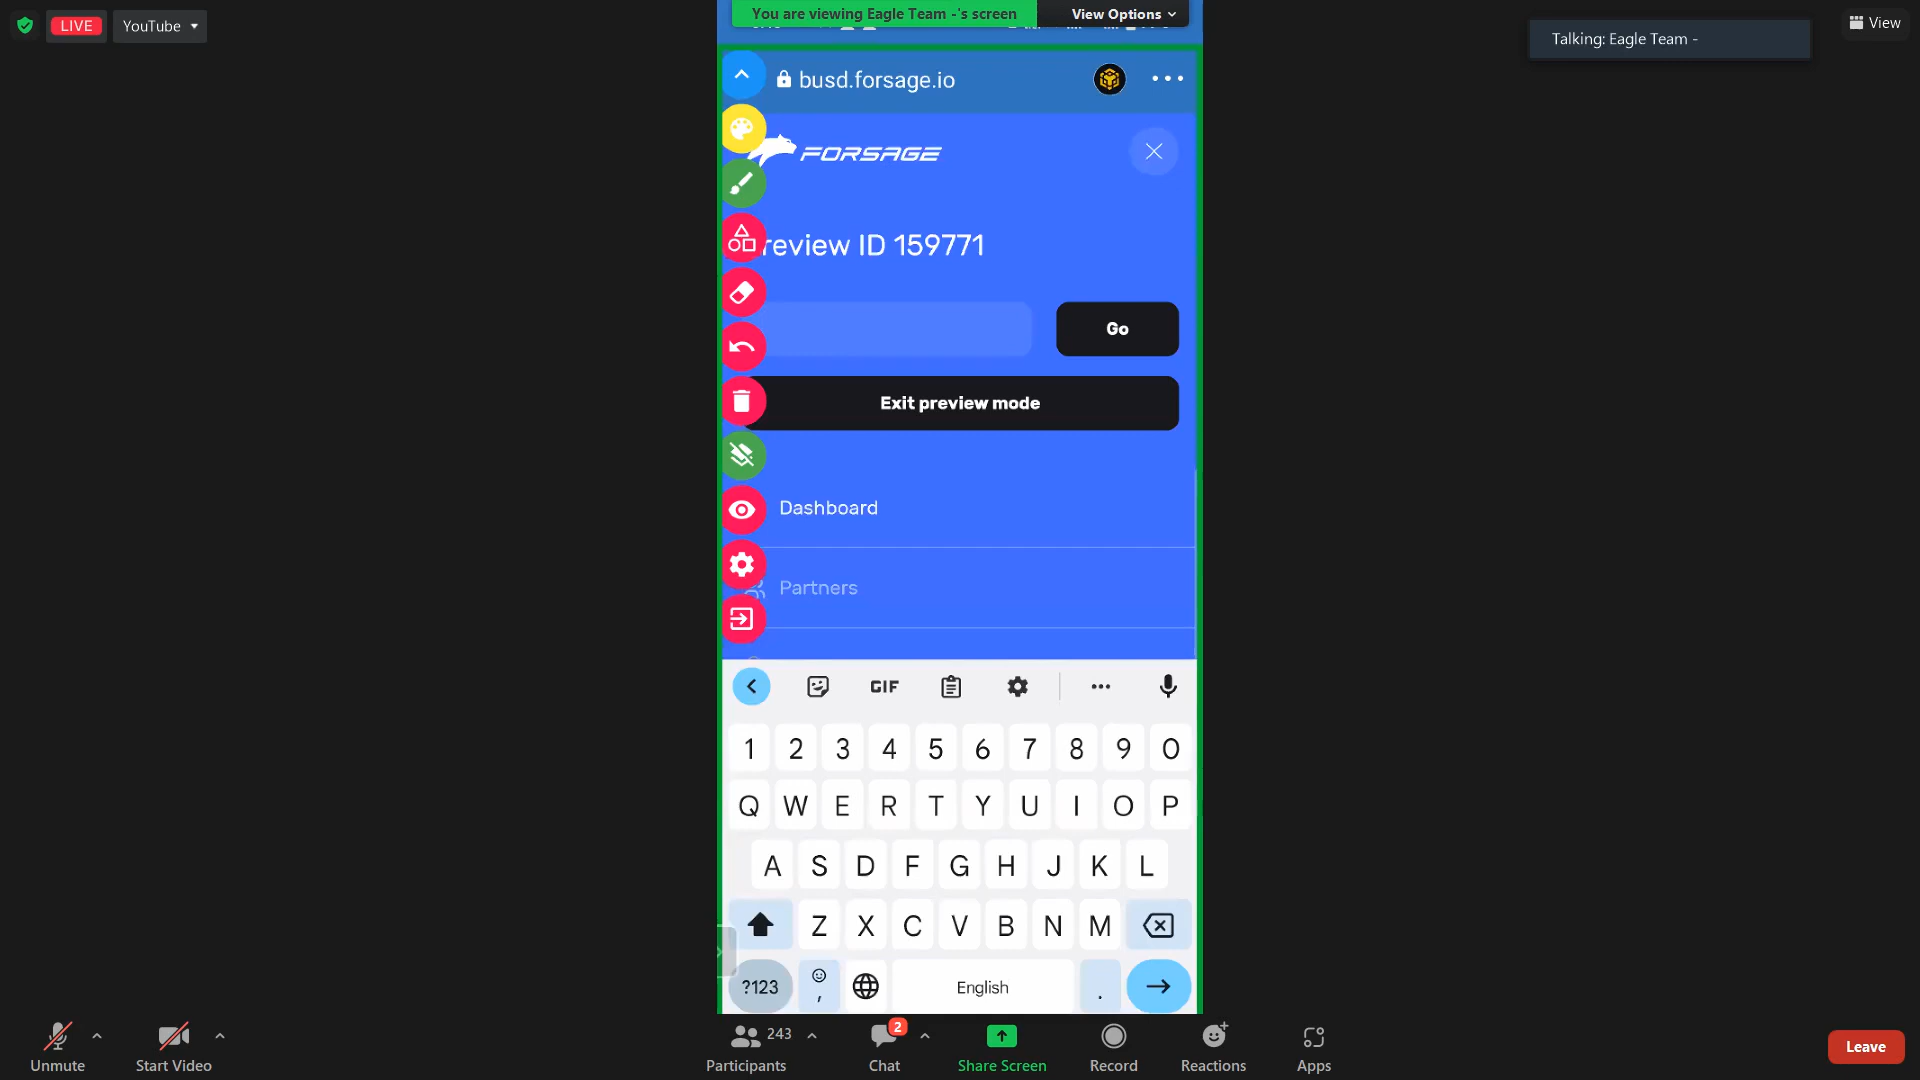 LIVE
YouTube
You are viewing Eagle Team -'s screen
View Options
Talking: Eagle Team -
View
busd.forsage.io
FORSAGE
review ID 159771
Go
Exit preview mode
Dashboard
Partners
GIF
1 2 3 4 5 6 7 8 9 0
Q W E R T Y U I O P
A S D F G H J K L
Z X C V B N M
?123
,
English
.
Unmute
Start Video
243
Participants
2
Chat
Share Screen
Record
Reactions
Apps
Leave